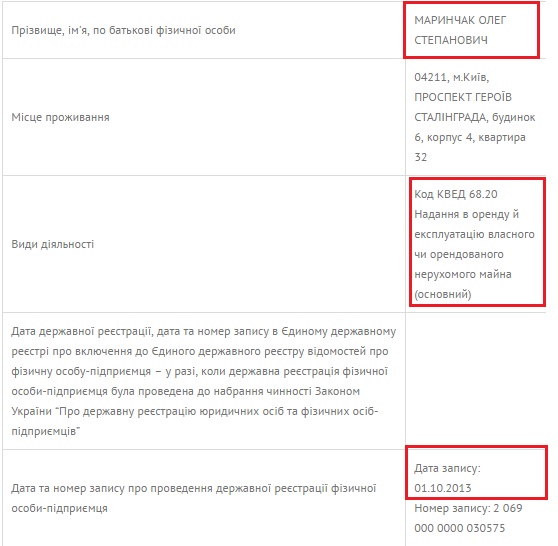 Прізвище, ім'я, по батькові фізичної особи
МАРИНЧАК ОЛЕГ
СТЕПАНОВИЧ
Місце проживання
04211, м.Київ,
ПРОСПЕКТ ГЕРОЇВ
СТАЛІНГРАДА, будинок
6, корпус 4, квартира
32
Види діяльності
Код КВЕД 68.20
Надання в оренду й
експлуатацію власного
чи орендованого
нерухомого майна
(основний)
Дата державної реєстрації, дата та номер запису в Єдиному державному
реєстрі про включення до Єдиного державного реєстру відомостей про
фізичну особу-підприємця – у разі, коли державна реєстрація фізичної
особи-підприємця була проведена до набрання чинності Законом
України “Про державну реєстрацію юридичних осіб та фізичних осіб-
підприємців”
Дата та номер запису про проведення державної реєстрації фізичної
особи-підприємця
Дата запису:
01.10.2013
Номер запису: 2 069
000 0000 030575